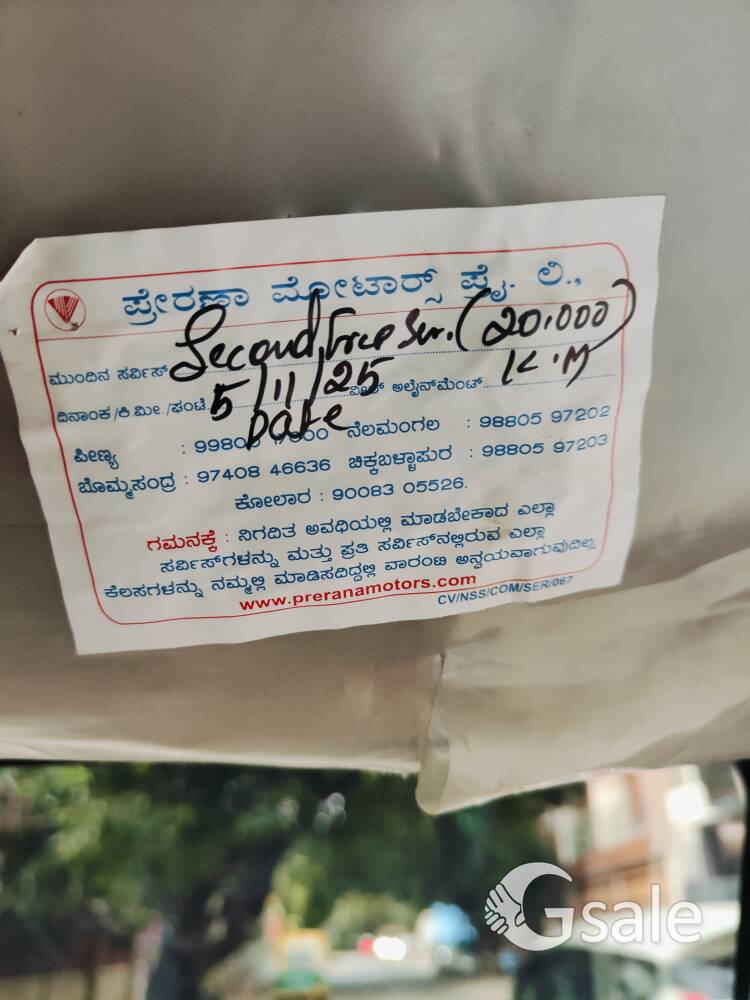 ಪ್ರೇರಣಾ ಮೋಟಾರ್ಸ್ ಪ್ರೈ. ಲಿ.,
ಮುಂದಿನ ಸರ್ವಿಸ್ Second Free Ser. (20.000)
ದಿನಾಂಕ/ಕಿ.ಮೀ./ಘಂಟೆ. 5/11/25 ವೀಲ್ ಅಲೈನ್‌ಮೆಂಟ್ K.M
Date
ಪೀಣ್ಯ : ನೆಲಮಂಗಲ : 98805 97202
ಬೊಮ್ಮಸಂದ್ರ : 97408 46636 ಚಿಕ್ಕಬಳ್ಳಾಪುರ : 98805 97203
ಕೋಲಾರ : 90083 05526.
ಗಮನಕ್ಕೆ : ನಿಗದಿತ ಅವಧಿಯಲ್ಲಿ ಮಾಡಬೇಕಾದ ಎಲ್ಲಾ
ಸರ್ವಿಸ್‌ಗಳನ್ನು ಮತ್ತು ಪ್ರತಿ ಸರ್ವಿಸ್‌ನಲ್ಲಿರುವ ಎಲ್ಲಾ
ಕೆಲಸಗಳನ್ನು ನಮ್ಮಲ್ಲಿ ಮಾಡಿಸದಿದ್ದಲ್ಲಿ ವಾರಂಟಿ ಅನ್ವಯವಾಗುವುದಿಲ್ಲ
www.preranamotors.com
CV/NSS/COM/SER/067
Gsale